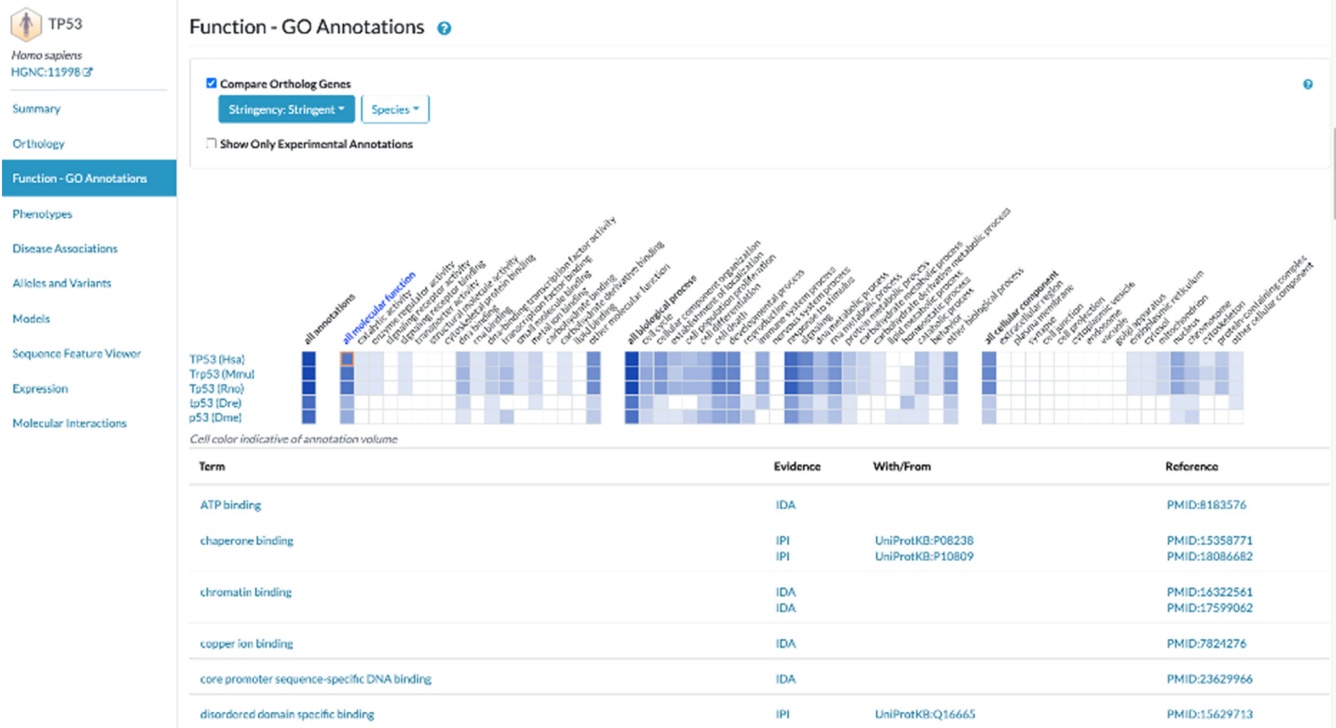 TP53
Homo sapiens
HGNC:11998
Summary
Orthology
Function - GO Annotations
Phenotypes
Disease Associations
Alleles and Variants
Models
Sequence Feature Viewer
Expression
Molecular Interactions
Function - GO Annotations
Compare Ortholog Genes
Stringency: Stringent
Species
Show Only Experimental Annotations
all annotations
all molecular function
catalytic activity
enzyme regulator activity
signaling receptor activity
signaling receptor binding
transporter activity
structural molecule activity
cytoskeletal protein binding
dna binding
rna binding
dna-binding transcription factor activity
transcription factor binding
small molecule binding
metal ion binding
carbohydrate binding
carbohydrate derivative binding
lipid binding
other molecular function
all biological process
cell cycle
cellular component organization
establishment of localization
cell population proliferation
cell differentiation
cell death
developmental process
reproduction
immune system process
nervous system process
response to stimulus
signaling
dna metabolic process
rna metabolic process
protein metabolic process
carbohydrate metabolic process
carbohydrate derivative metabolic process
lipid metabolic process
homeostatic process
catabolic process
behavior
other biological process
all cellular component
extracellular region
plasma membrane
synapse
cell junction
cell projection
cytoplasmic vesicle
endosome
vacuole
golgi apparatus
endoplasmic reticulum
cytosol
mitochondrion
nucleus
chromosome
cytoskeleton
protein-containing complex
other cellular component
TP53 (Hsa)
Trp53 (Mmu)
Tp53 (Rno)
tp53 (Dre)
p53 (Dme)
Cell color indicative of annotation volume
Term Evidence With/From Reference
ATP binding IDA PMID:8183576
chaperone binding IPI UniProtKB:P08238 PMID:15358771
IPI UniProtKB:P10809 PMID:18086682
chromatin binding IDA PMID:16322561
IDA PMID:17599062
copper ion binding IDA PMID:7824276
core promoter sequence-specific DNA binding IDA PMID:23629966
disordered domain specific binding IPI UniProtKB:Q16665 PMID:15629713